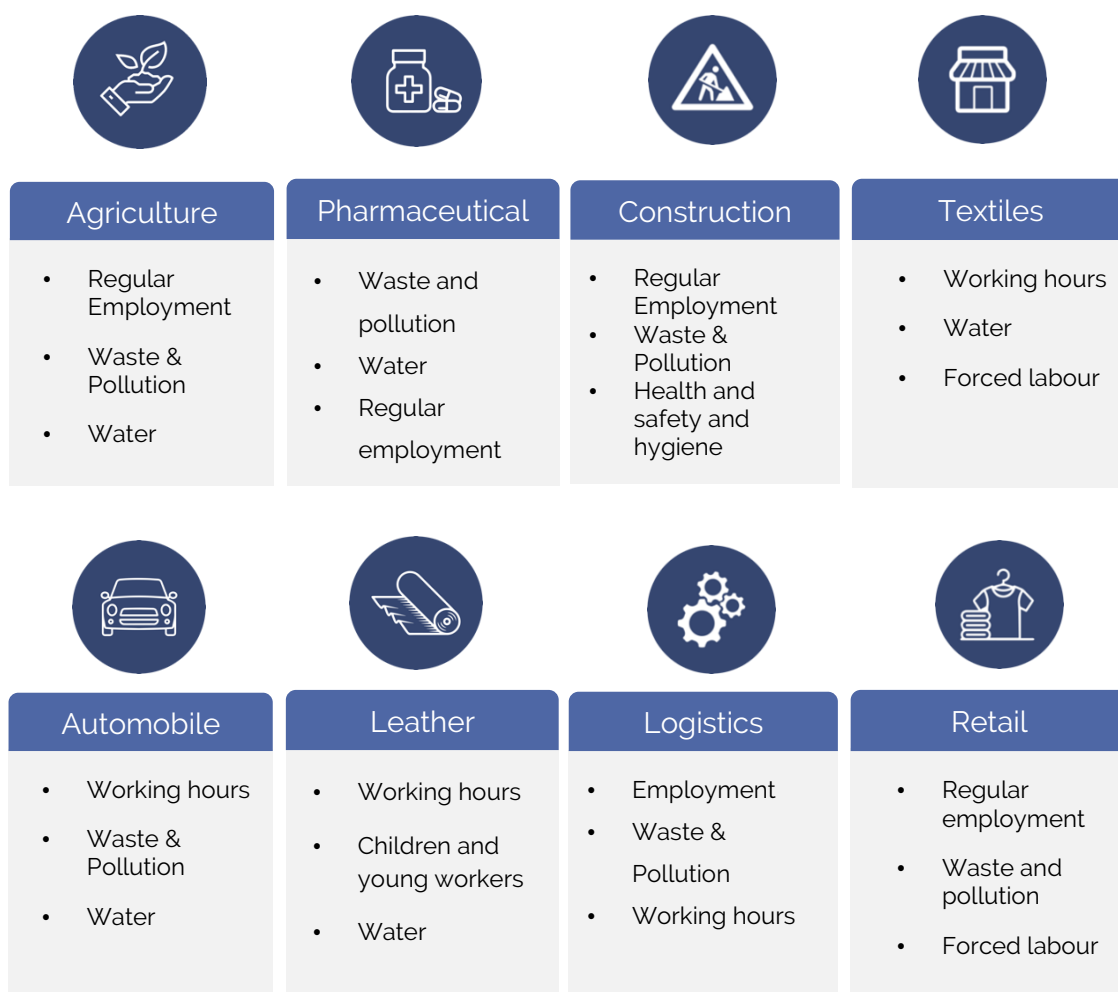 Agriculture
• Regular
Employment
• Waste &
Pollution
• Water
Pharmaceutical
• Waste and
pollution
• Water
• Regular
employment
Construction
• Regular
Employment
• Waste &
Pollution
• Health and
safety and
hygiene
Textiles
• Working hours
• Water
• Forced labour
Automobile
• Working hours
• Waste &
Pollution
• Water
Leather
• Working hours
• Children and
young workers
• Water
Logistics
• Employment
• Waste &
Pollution
• Working hours
Retail
• Regular
employment
• Waste and
pollution
• Forced labour